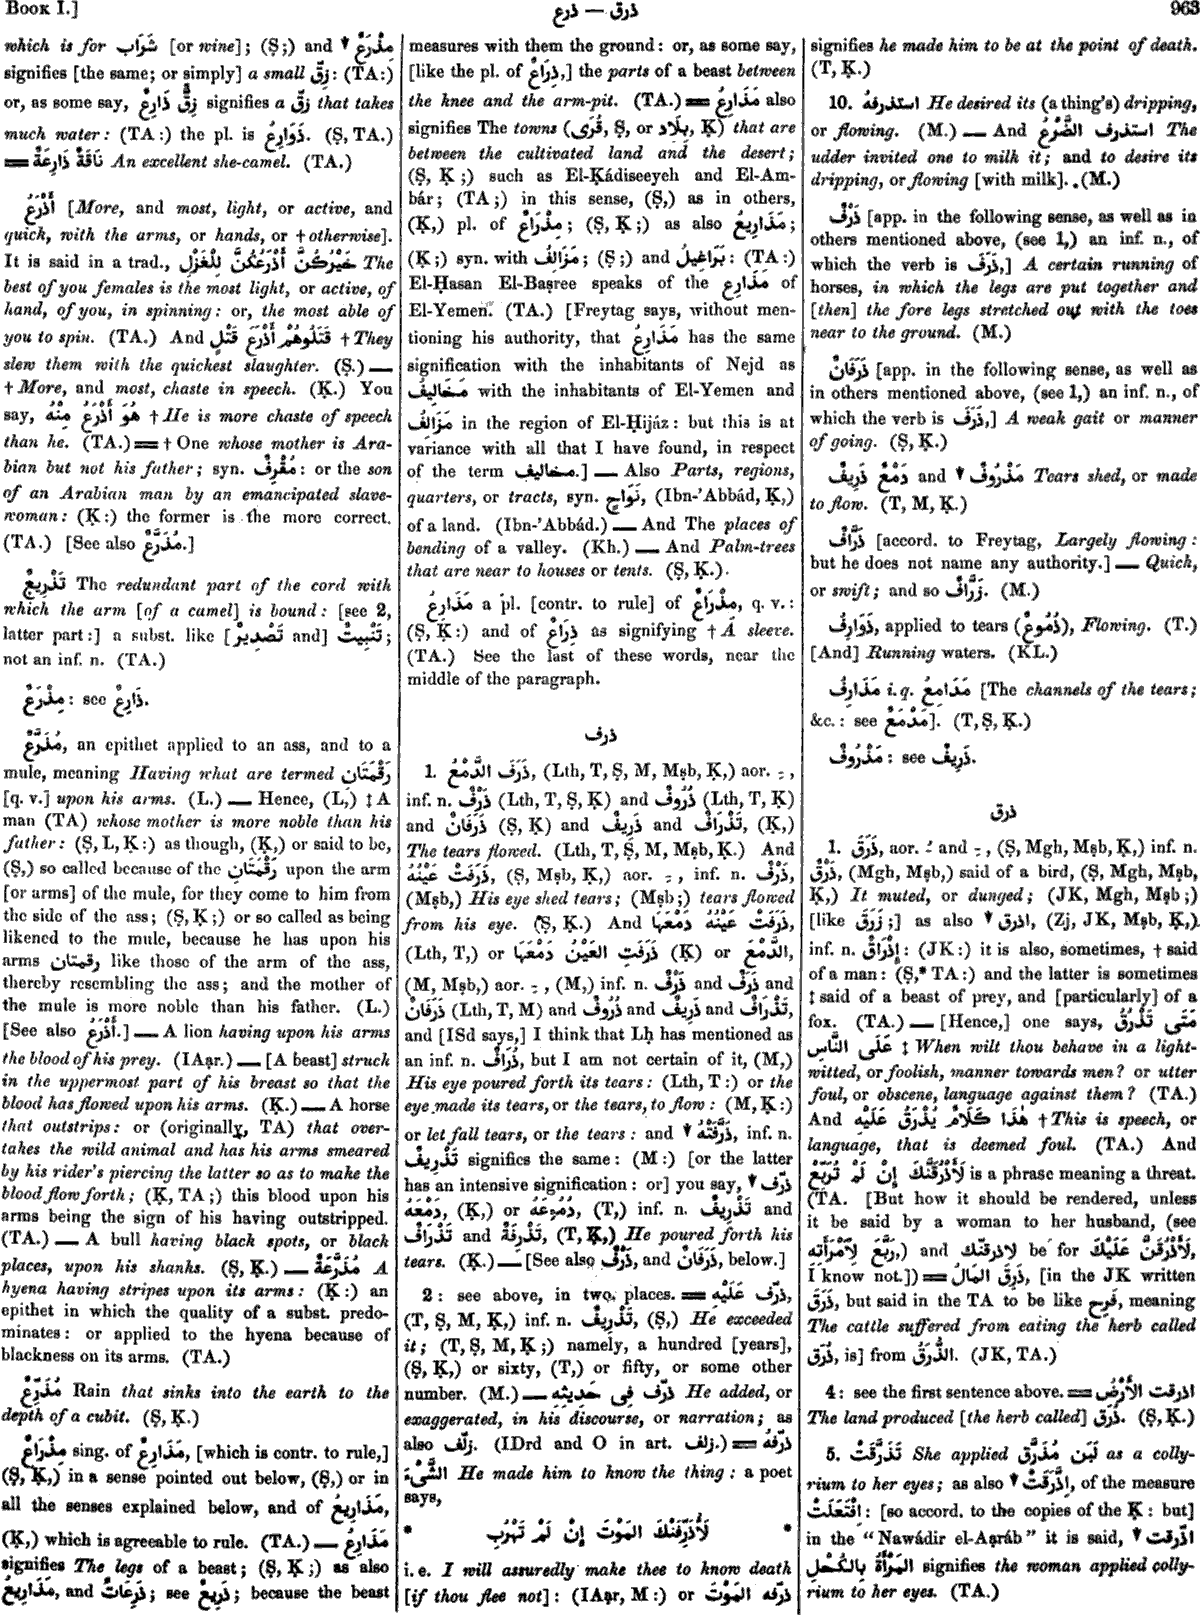 BOOK I.]
ذرع — ذرق
963
which is for شَرَاب [or wine]; (Ṣ;) and ▼ مِذْرَعٌ
signifies [the same; or simply] a small زِقّ: (TA:)
or, as some say, زِقٌّ ذَارِعٌ signifies a زِقّ that takes
much water: (TA:) the pl. is ذَوَارِعُ. (Ṣ, TA.)
═ نَاقَةٌ ذَارِعَةٌ An excellent she-camel. (TA.)
أَذْرَعُ [More, and most, light, or active, and
quick, with the arms, or hands, or † otherwise].
It is said in a trad., خَيْرُكُنَّ أَذْرَعُكُنَّ لِلْغَزْلِ The
best of you females is the most light, or active, of
hand, of you, in spinning: or, the most able of
you to spin. (TA.) And قَتَلُوهُمْ أَذْرَعَ قَتْلٍ † They
slew them with the quickest slaughter. (Ṣ.) —
† More, and most, chaste in speech. (Ḳ.) You
say, هُوَ أَذْرَعُ مِنْهُ † He is more chaste of speech
than he. (TA.) ═ † One whose mother is Ara-
bian but not his father; syn. مُقْرِفٌ: or the son
of an Arabian man by an emancipated slave-
woman: (Ḳ:) the former is the more correct.
(TA.) [See also مُذَرَّعٌ.]
تَذْرِيعٌ The redundant part of the cord with
which the arm [of a camel] is bound: [see 2,
latter part:] a subst. like [تَصْدِيرٌ and] تَنْبِيتٌ;
not an inf. n. (TA.)
مِذْرَعٌ: see ذَارِعٌ.
مُذَرَّعٌ, an epithet applied to an ass, and to a
mule, meaning Having what are termed رَقْمَتَانِ
[q. v.] upon his arms. (L.) — Hence, (L,) ‡ A
man (TA) whose mother is more noble than his
father: (Ṣ, L, Ḳ:) as though, (Ḳ,) or said to be,
(Ṣ,) so called because of the رَقْمَتَانِ upon the arm
[or arms] of the mule, for they come to him from
the side of the ass; (Ṣ, Ḳ;) or so called as being
likened to the mule, because he has upon his
arms رقمتان like those of the arm of the ass,
thereby resembling the ass; and the mother of
the mule is more noble than his father. (L.)
[See also أَذْرَعُ.] — A lion having upon his arms
the blood of his prey. (IAạr.) — [A beast] struck
in the uppermost part of his breast so that the
blood has flowed upon his arms. (Ḳ.) — A horse
that outstrips: or (originally, TA) that over-
takes the wild animal and has his arms smeared
by his rider's piercing the latter so as to make the
blood flow forth; (Ḳ, TA;) this blood upon his
arms being the sign of his having outstripped.
(TA.) — A bull having black spots, or black
places, upon his shanks. (Ṣ, Ḳ.) — مُذَرَّعَةٌ A
hyena having stripes upon its arms: (Ḳ:) an
epithet in which the quality of a subst. predo-
minates: or applied to the hyena because of
blackness on its arms. (TA.)
مُذَرِّعٌ Rain that sinks into the earth to the
depth of a cubit. (Ṣ, Ḳ.)
مِذْرَاعٌ sing. of مَذَارِعُ, [which is contr. to rule,]
(Ṣ, Ḳ,) in a sense pointed out below, (Ṣ,) or in
all the senses explained below, and of مَذَارِيعُ,
(Ḳ,) which is agreeable to rule. (TA.) — مَذَارِعُ
signifies The legs of a beast; (Ṣ, Ḳ;) as also
مَذَارِيعُ, and ذَرِعَاتٌ; see ذَرِيعٌ; because the beast
measures with them the ground: or, as some say,
[like the pl. of ذِرَاعٌ,] the parts of a beast between
the knee and the arm-pit. (TA.) ═ مَذَارِعُ also
signifies The towns (قُرًى, Ṣ, or بِلَاد, Ḳ) that are
between the cultivated land and the desert;
(Ṣ, Ḳ;) such as El-Ḳádiseeyeh and El-Am-
bár; (TA;) in this sense, (Ṣ,) as in others,
(Ḳ,) pl. of مِذْرَاعٌ; (Ṣ, Ḳ;) as also مَذَارِيعُ;
(Ḳ;) syn. with مَزَالِفُ; (Ṣ;) and بَرَاغِيلُ: (TA:)
El-Ḥasan El-Baṣree speaks of the مَذَارِع of
El-Yemen. (TA.) [Freytag says, without men-
tioning his authority, that مَذَارِعُ has the same
signification with the inhabitants of Nejd as
مَخَالِيفُ with the inhabitants of El-Yemen and
مَزَالِفُ in the region of El-Ḥijáz: but this is at
variance with all that I have found, in respect
of the term مخاليف.] — Also Parts, regions,
quarters, or tracts, syn. نَوَاحٍ, (Ibn-'Abbád, Ḳ,)
of a land. (Ibn-'Abbád.) — And The places of
bending of a valley. (Kh.) — And Palm-trees
that are near to houses or tents. (Ṣ, Ḳ.)
مَذَارِعُ a pl. [contr. to rule] of مِذْرَاعٌ, q. v.:
(Ṣ, Ḳ:) and of ذِرَاعٌ as signifying † A sleeve.
(TA.) See the last of these words, near the
middle of the paragraph.
ذرف
1. ذَرَفَ الدَّمْعُ, (Lth, T, Ṣ, M, Mṣb, Ḳ,) aor. ـِ ,
inf. n. ذَرْفٌ (Lth, T, Ṣ, Ḳ) and ذُرُوفٌ (Lth, T, Ḳ)
and ذَرَفَانٌ (Ṣ, Ḳ) and ذَرِيفٌ and تَذْرَافٌ, (Ḳ,)
The tears flowed. (Lth, T, Ṣ, M, Mṣb, Ḳ.) And
ذَرَفَتْ عَيْنُهُ, (Ṣ, Mṣb, Ḳ,) aor. ـِ , inf. n. ذَرْفٌ,
(Mṣb,) His eye shed tears; (Mṣb;) tears flowed
from his eye. (Ṣ, Ḳ.) And ذَرَفَتْ عَيْنُهُ دَمْعَهَا,
(Lth, T,) or ذَرَفَتِ العَيْنُ دَمْعَهَا (Ḳ) or الدَّمْعَ,
(M, Mṣb,) aor. ـِ , (M,) inf. n. ذَرْفٌ and ذَرَفٌ and
ذَرَفَانٌ (Lth, T, M) and ذُرُوفٌ and ذَرِيفٌ and تَذْرَافٌ,
and [ISd says,] I think that Lḥ has mentioned as
an inf. n. ذُرَافٌ, but I am not certain of it, (M,)
His eye poured forth its tears: (Lth, T:) or the
eye made its tears, or the tears, to flow: (M, Ḳ:)
or let fall tears, or the tears: and ▼ ذَرَّفَتْهُ, inf. n.
تَذْرِيفٌ signifies the same: (M:) [or the latter
has an intensive signification: or] you say, ▼ ذرّف
دَمْعَهُ, (Ḳ,) or دُمُوعَهُ, (T,) inf. n. تَذْرِيفٌ and
تَذْرَافٌ and تَذْرِفَةٌ, (T, Ḳ,) He poured forth his
tears. (Ḳ.) — [See also ذَرْفٌ, and ذَرَفَانٌ, below.]
2: see above, in two places. ═ ذرّف عَلَيْهِ,
(T, Ṣ, M, Ḳ,) inf. n. تَذْرِيفٌ, (Ṣ,) He exceeded
it; (T, Ṣ, M, Ḳ;) namely, a hundred [years],
(Ṣ, Ḳ,) or sixty, (T,) or fifty, or some other
number. (M.) — ذرّف فِى حَدِيثِهِ He added, or
exaggerated, in his discourse, or narration; as
also زلّف. (IDrd and O in art. زلف.) ═ ذرّفهُ
الشَّىْءَ He made him to know the thing: a poet
says,
* لَأُذَرِّفَنْكَ المَوْتَ إِنْ لَمْ تَهْرُبِ *
i. e. I will assuredly make thee to know death
[if thou flee not]: (IAạr, M:) or ذرّفه المَوْتَ
signifies he made him to be at the point of death.
(T, Ḳ.)
10. استذرفهُ He desired its (a thing's) dripping,
or flowing. (M.) — And استذرف الضَّرْعُ The
udder invited one to milk it; and to desire its
dripping, or flowing [with milk]. (M.)
ذَرْفٌ [app. in the following sense, as well as in
others mentioned above, (see 1,) an inf. n., of
which the verb is ذَرَفَ,] A certain running of
horses, in which the legs are put together and
[then] the fore legs stretched out with the toes
near to the ground. (M.)
ذَرَفَانٌ [app. in the following sense, as well as
in others mentioned above, (see 1,) an inf. n., of
which the verb is ذَرَفَ,] A weak gait or manner
of going. (Ṣ, Ḳ.)
دَمْعٌ ذَرِيفٌ and ▼ مَذْرُوفٌ Tears shed, or made
to flow. (T, M, Ḳ.)
ذَرَّافٌ [accord. to Freytag, Largely flowing:
but he does not name any authority.] — Quick,
or swift; and so زَرَّافٌ. (M.)
ذَوَارِفُ, applied to tears (دُمُوعٌ), Flowing. (T.)
[And] Running waters. (KL.)
مَذَارِفُ i. q. مَدَامِعُ [The channels of the tears;
&c.: see مَدْمَعٌ]. (T, Ṣ, Ḳ.)
مَذْرُوفٌ: see ذَرِيفٌ.
ذرق
1. ذَرَقَ, aor. ـُ and ـِ , (Ṣ, Mgh, Mṣb, Ḳ,) inf. n.
ذَرْقٌ, (Mgh, Mṣb,) said of a bird, (Ṣ, Mgh, Mṣb,
Ḳ,) It muted, or dunged; (JK, Mgh, Mṣb;)
[like زَرَقَ;] as also ▼ اذرق, (Zj, JK, Mṣb, Ḳ,)
inf. n. إِذْرَاقٌ: (JK:) it is also, sometimes, † said
of a man: (Ṣ,* TA:) and the latter is sometimes
‡ said of a beast of prey, and [particularly] of a
fox. (TA.) — [Hence,] one says, مَتَى تَذْرُقُ
عَلَى النَّاسِ ‡ When wilt thou behave in a light-
witted, or foolish, manner towards men? or utter
foul, or obscene, language against them? (TA.)
And هٰذَا كَلَامٌ يُذْرَقُ عَلَيْهِ † This is speech, or
language, that is deemed foul. (TA.) And
لَأَذْرُقَنَّكَ إِنْ لَمْ تُرَبِّعْ is a phrase meaning a threat.
(TA. [But how it should be rendered, unless
it be said by a woman to her husband, (see
رَبَّعَ لِٱمْرَأَتِهِ,) and لاذرقنّك be for لَأَذْرُقَنَّ عَلَيْكَ,
I know not.]) ═ ذَرِقَ المَالُ, [in the JK written
ذَرَقَ, but said in the TA to be like فَرِحَ, meaning
The cattle suffered from eating the herb called
ذُرَق, is] from الذُّرَقُ. (JK, TA.)
4: see the first sentence above. ═ اذرقت الأَرْضُ
The land produced [the herb called] ذُرَق. (Ṣ, Ḳ.)
5. تَذَرَّقَتْ She applied لَبَن مُذَرَّق as a colly-
rium to her eyes; as also ▼ اِذَّرَقَتْ, of the measure
اِفْتَعَلَتْ: [so accord. to the copies of the Ḳ: but]
in the “Nawádir el-Aạráb” it is said, ▼ اذّرقت
المَرْأَةُ بِالكُحْلِ signifies the woman applied colly-
rium to her eyes. (TA.)